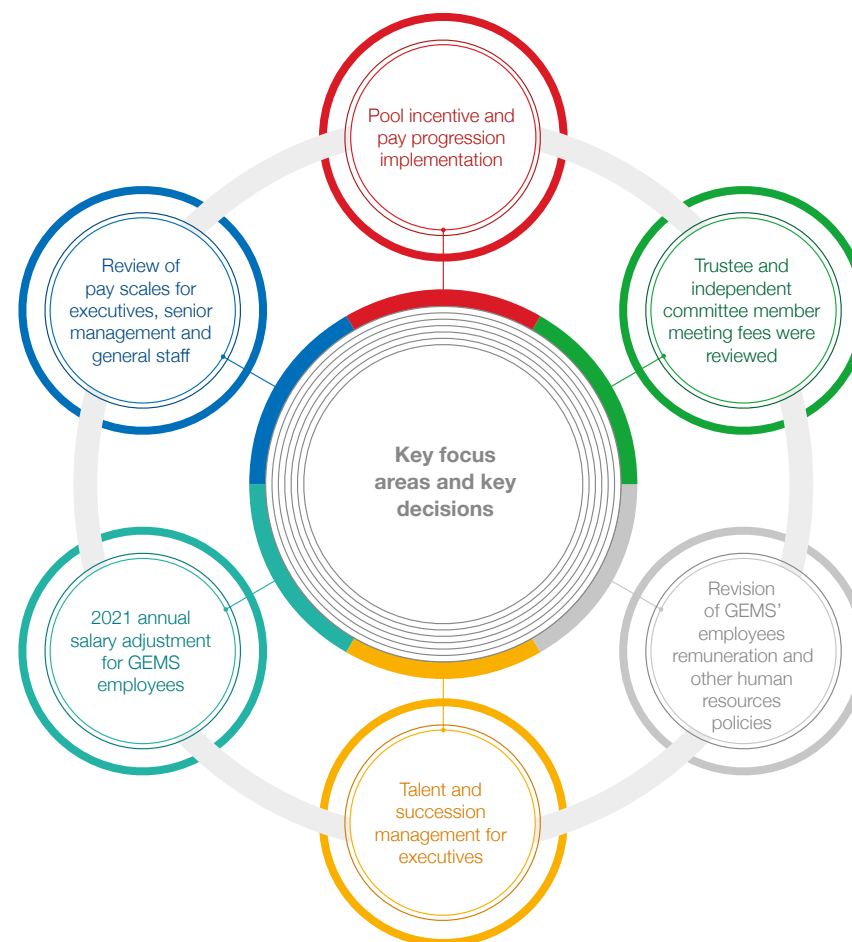 Pool incentive and
pay progression
implementation
Trustee and
independent
committee member
meeting fees were
reviewed
Revision
of GEMS'
employees
remuneration and
other human
resources
policies
Talent and
succession
management for
executives
2021 annual
salary adjustment
for GEMS
employees
Review of
pay scales for
executives, senior
management and
general staff
Key focus
areas and key
decisions